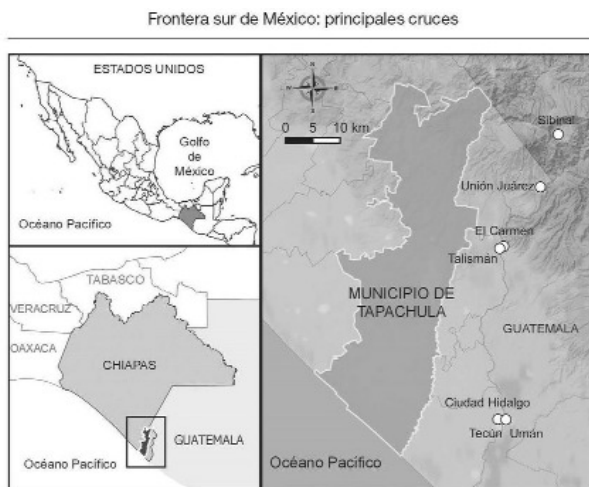 Frontera sur de México: principales cruces
ESTADOS UNIDOS
Golfo
de
México
Océano Pacífico
TABASCO
VERACRUZ
OAXACA
CHIAPAS
GUATEMALA
Océano Pacífico
N
0 5 10 km
Sibinal
Unión Juárez
El Carmen
Talismán
MUNICIPIO DE
TAPACHULA
GUATEMALA
Ciudad Hidalgo
Tecún Umán
Océano Pacífico